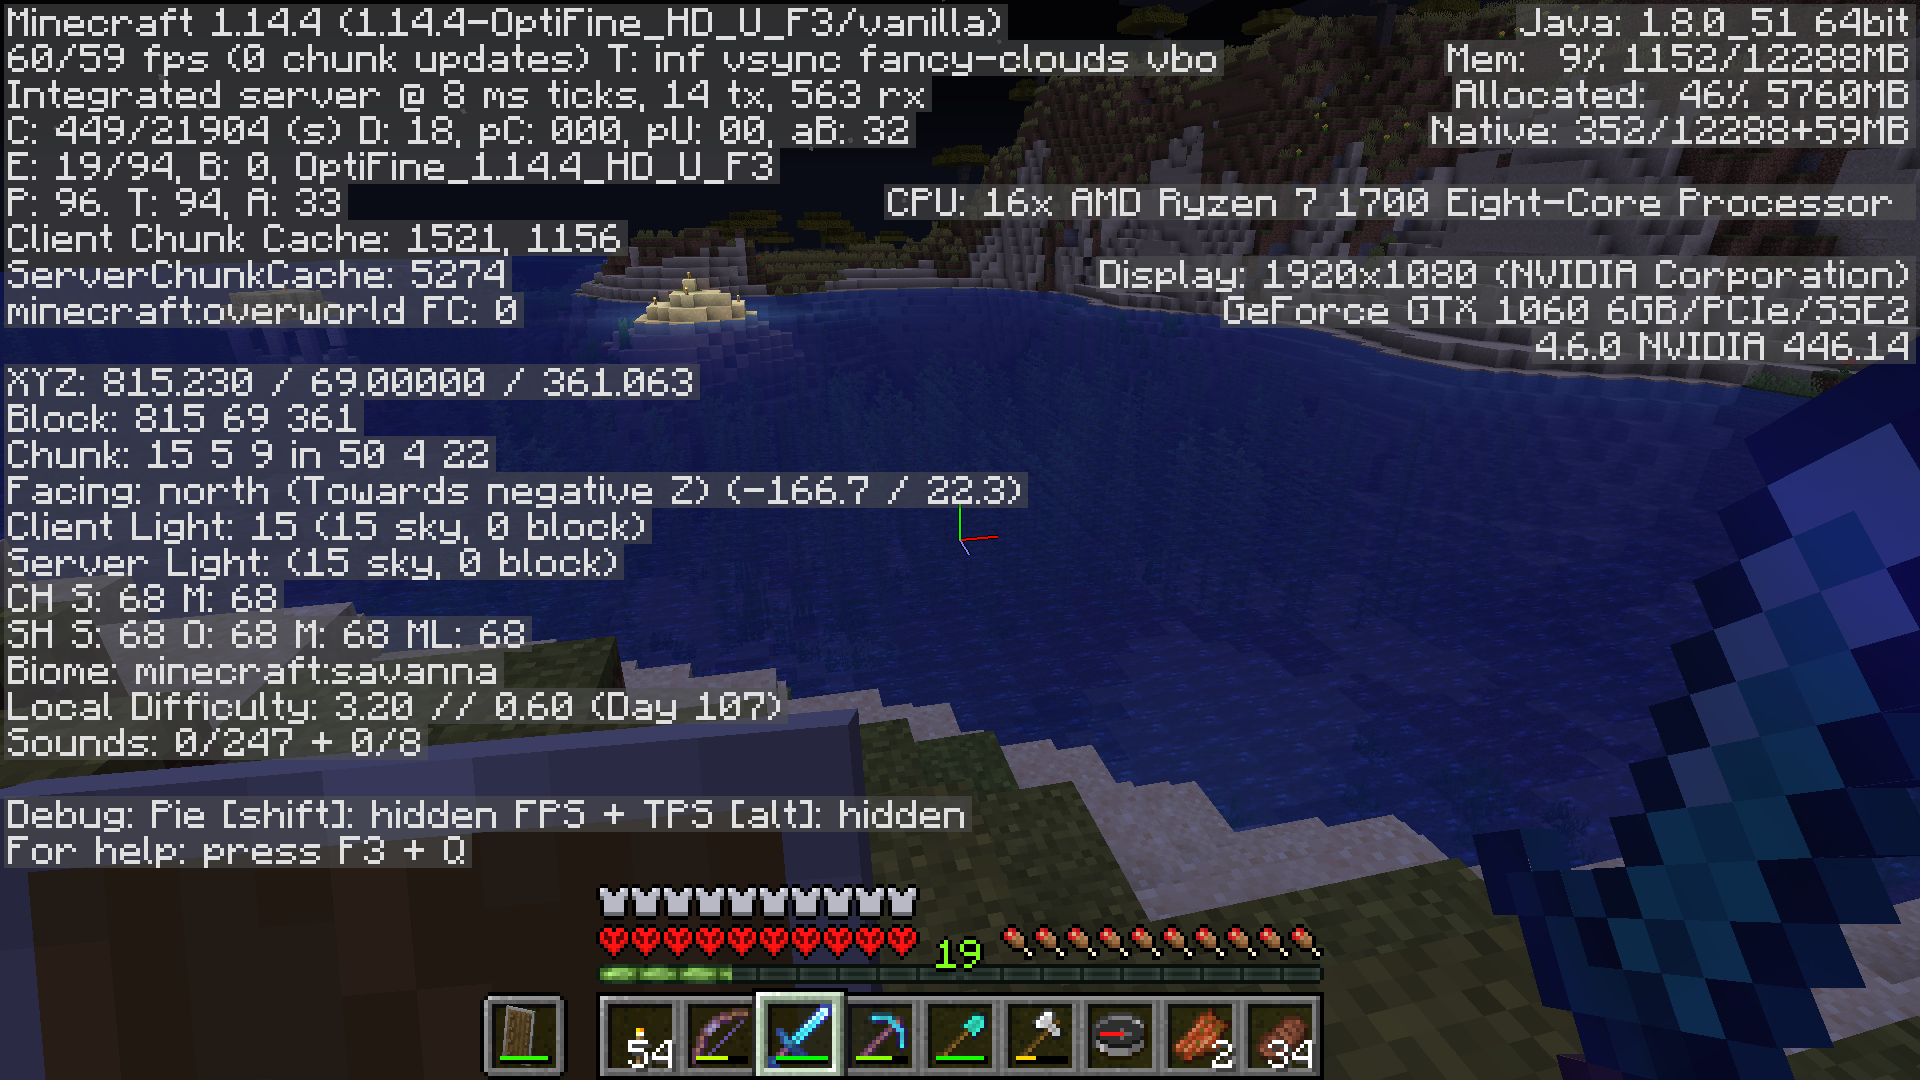 Minecraft 1.14.4 (1.14.4-OptiFine_HD_U_F3/vanilla)
60/59 fps (0 chunk updates) T: inf vsync fancy-clouds vbo
Integrated server @ 8 ms ticks, 14 tx, 563 rx
C: 449/21904 (s) D: 18, pC: 000, pU: 00, aB: 32
E: 19/94, B: 0, OptiFine_1.14.4_HD_U_F3
P: 96. T: 94, A: 33
Client Chunk Cache: 1521, 1156
ServerChunkCache: 5274
minecraft:overworld FC: 0
XYZ: 815.230 / 69.00000 / 361.063
Block: 815 69 361
Chunk: 15 5 9 in 50 4 22
Facing: north (Towards negative Z) (-166.7 / 22.3)
Client Light: 15 (15 sky, 0 block)
Server Light: (15 sky, 0 block)
CH S: 68 M: 68
SH S: 68 O: 68 M: 68 ML: 68
Biome: minecraft:savanna
Local Difficulty: 3.20 // 0.60 (Day 107)
Sounds: 0/247 + 0/8
Debug: Pie [shift]: hidden FPS + TPS [alt]: hidden
For help: press F3 + Q
Java: 1.8.0_51 64bit
Mem: 9% 1152/12288MB
Allocated: 46% 5760MB
Native: 352/12288+59MB
CPU: 16x AMD Ryzen 7 1700 Eight-Core Processor
Display: 1920x1080 (NVIDIA Corporation)
GeForce GTX 1060 6GB/PCIe/SSE2
4.6.0 NVIDIA 446.14
19
54
2
34